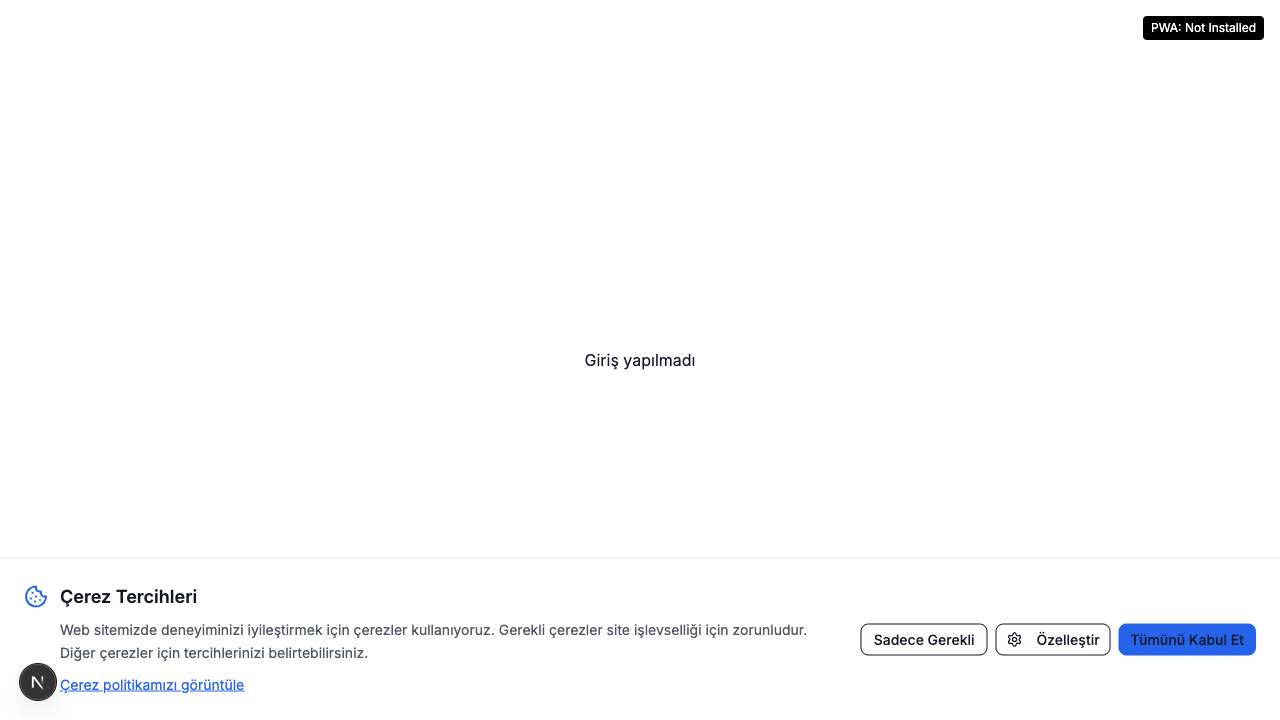 PWA: Not Installed
Giriş yapılmadı
Çerez Tercihleri
Web sitemizde deneyiminizi iyileştirmek için çerezler kullanıyoruz. Gerekli çerezler site işlevselliği için zorunludur.
Diğer çerezler için tercihlerinizi belirtebilirsiniz.
Çerez politikamızı görüntüle
Sadece Gerekli
Özelleştir
Tümünü Kabul Et
N